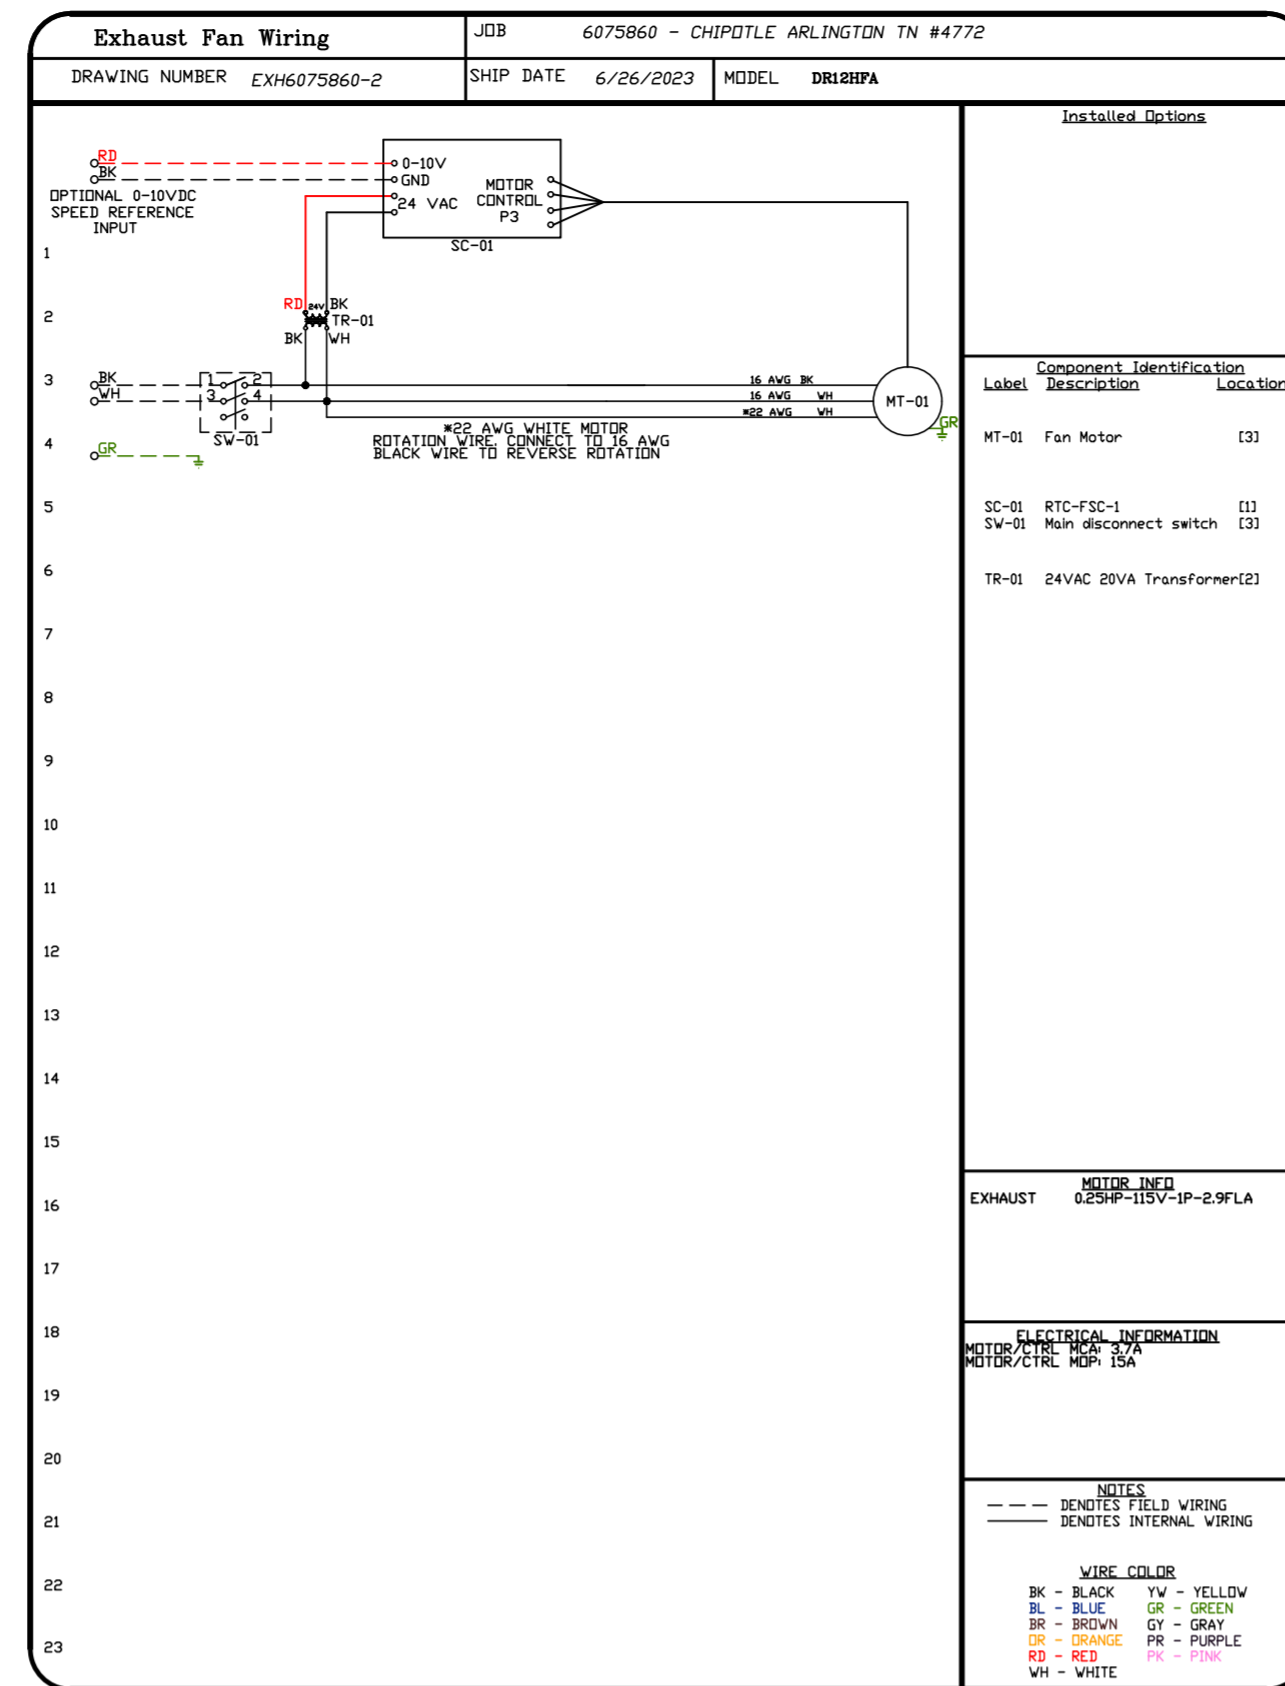 Exhaust Fan Wiring
JOB 6075860 - CHIPOTLE ARLINGTON TN #4772
DRAWING NUMBER EXH6075860-2
SHIP DATE 6/26/2023
MODEL DR12HFA
Installed Options
RD
BK
OPTIONAL 0-10VDC
SPEED REFERENCE
INPUT
0-10V
GND
24 VAC
MOTOR
CONTROL
P3
SC-01
1
2
RD 24V BK
TR-01
BK WH
3
BK
WH
1 2
3 4
SW-01
16 AWG BK
16 AWG WH
*22 AWG WH
MT-01
GR
*22 AWG WHITE MOTOR
ROTATION WIRE. CONNECT TO 16 AWG
BLACK WIRE TO REVERSE ROTATION
4
GR
5
6
7
8
9
10
11
12
13
14
15
16
17
18
19
20
21
22
23
Component Identification
Label Description Location
MT-01 Fan Motor [3]
SC-01 RTC-FSC-1 [1]
SW-01 Main disconnect switch [3]
TR-01 24VAC 20VA Transformer[2]
MOTOR INFO
EXHAUST 0.25HP-115V-1P-2.9FLA
ELECTRICAL INFORMATION
MOTOR/CTRL MCA: 3.7A
MOTOR/CTRL MOP: 15A
NOTES
DENOTES FIELD WIRING
DENOTES INTERNAL WIRING
WIRE COLOR
BK - BLACK YW - YELLOW
BL - BLUE GR - GREEN
BR - BROWN GY - GRAY
OR - ORANGE PR - PURPLE
RD - RED PK - PINK
WH - WHITE